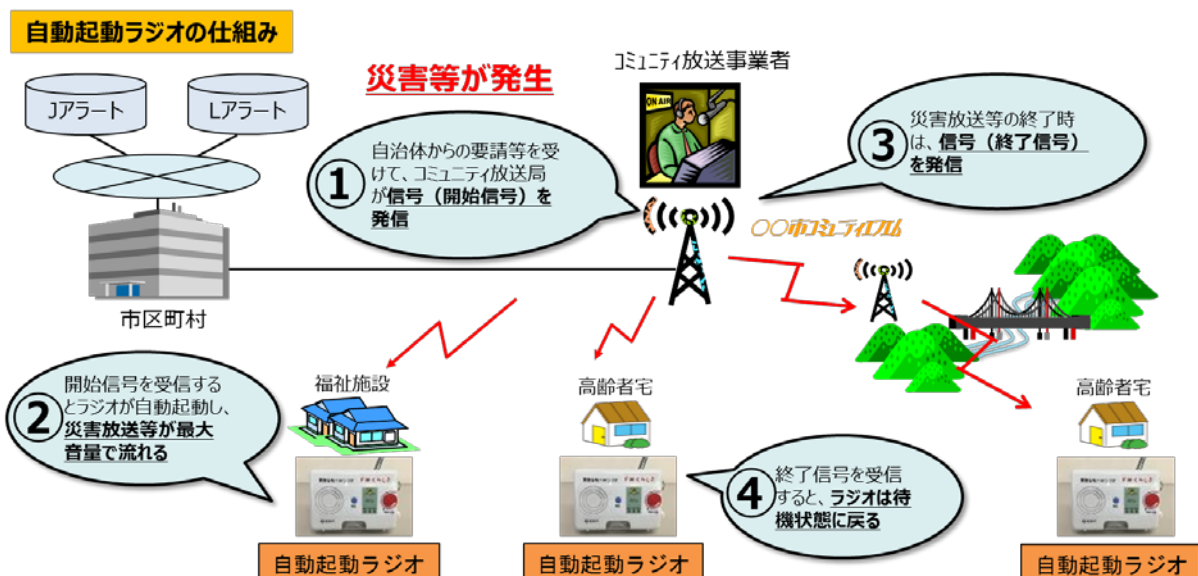 自動起動ラジオの仕組み
Jアラート
Lアラート
市区町村
災害等が発生
コミュニティ放送事業者
ON AIR
①
自治体からの要請等を受
けて、コミュニティ放送局
が信号(開始信号)を
発信
③
災害放送等の終了時
は、信号(終了信号)
を発信
○○市コミュニティエフエム
②
開始信号を受信する
とラジオが自動起動し、
災害放送等が最大
音量で流れる
福祉施設
高齢者宅
高齢者宅
④
終了信号を受信
すると、ラジオは待
機状態に戻る
自動起動ラジオ
自動起動ラジオ
自動起動ラジオ